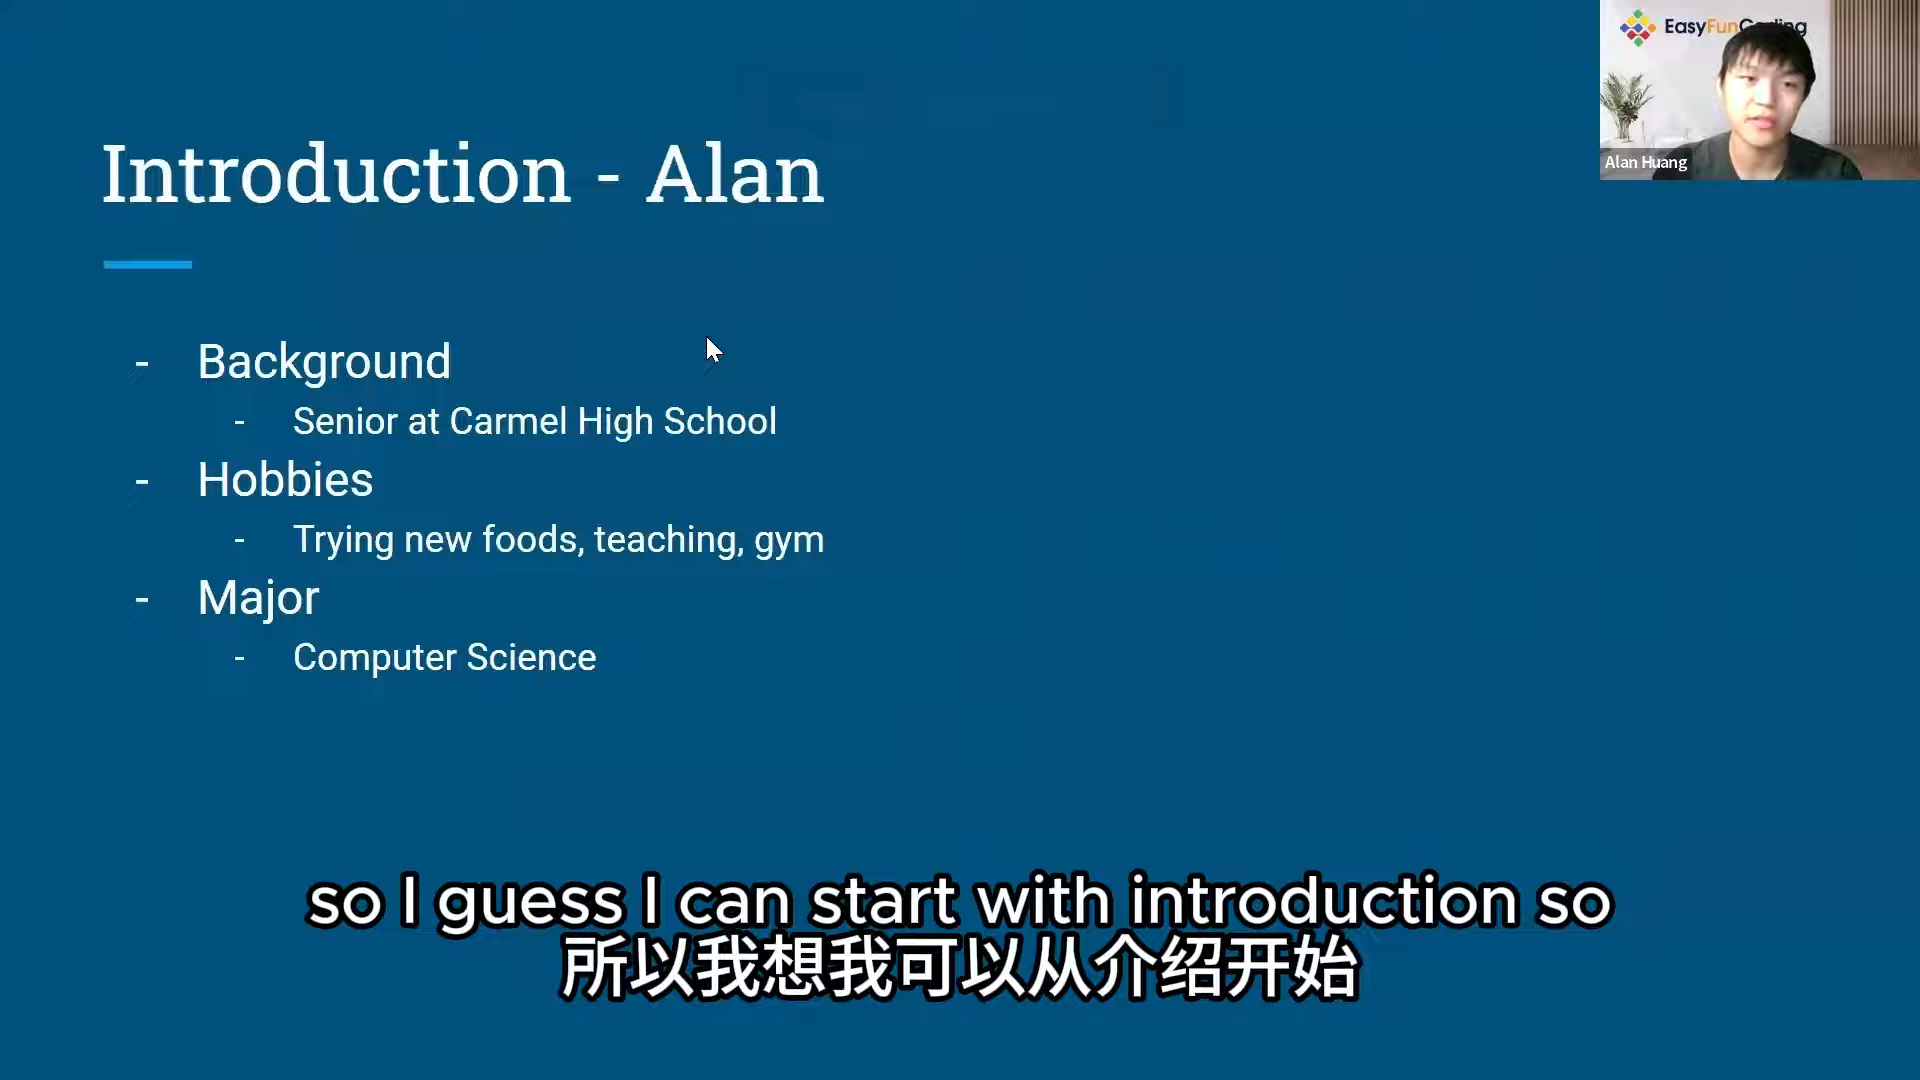 EasyFunCoding
Alan Huang
Introduction - Alan
- Background
- Senior at Carmel High School
- Hobbies
- Trying new foods, teaching, gym
- Major
- Computer Science
so I guess I can start with introduction so
所以我想我可以从介绍开始